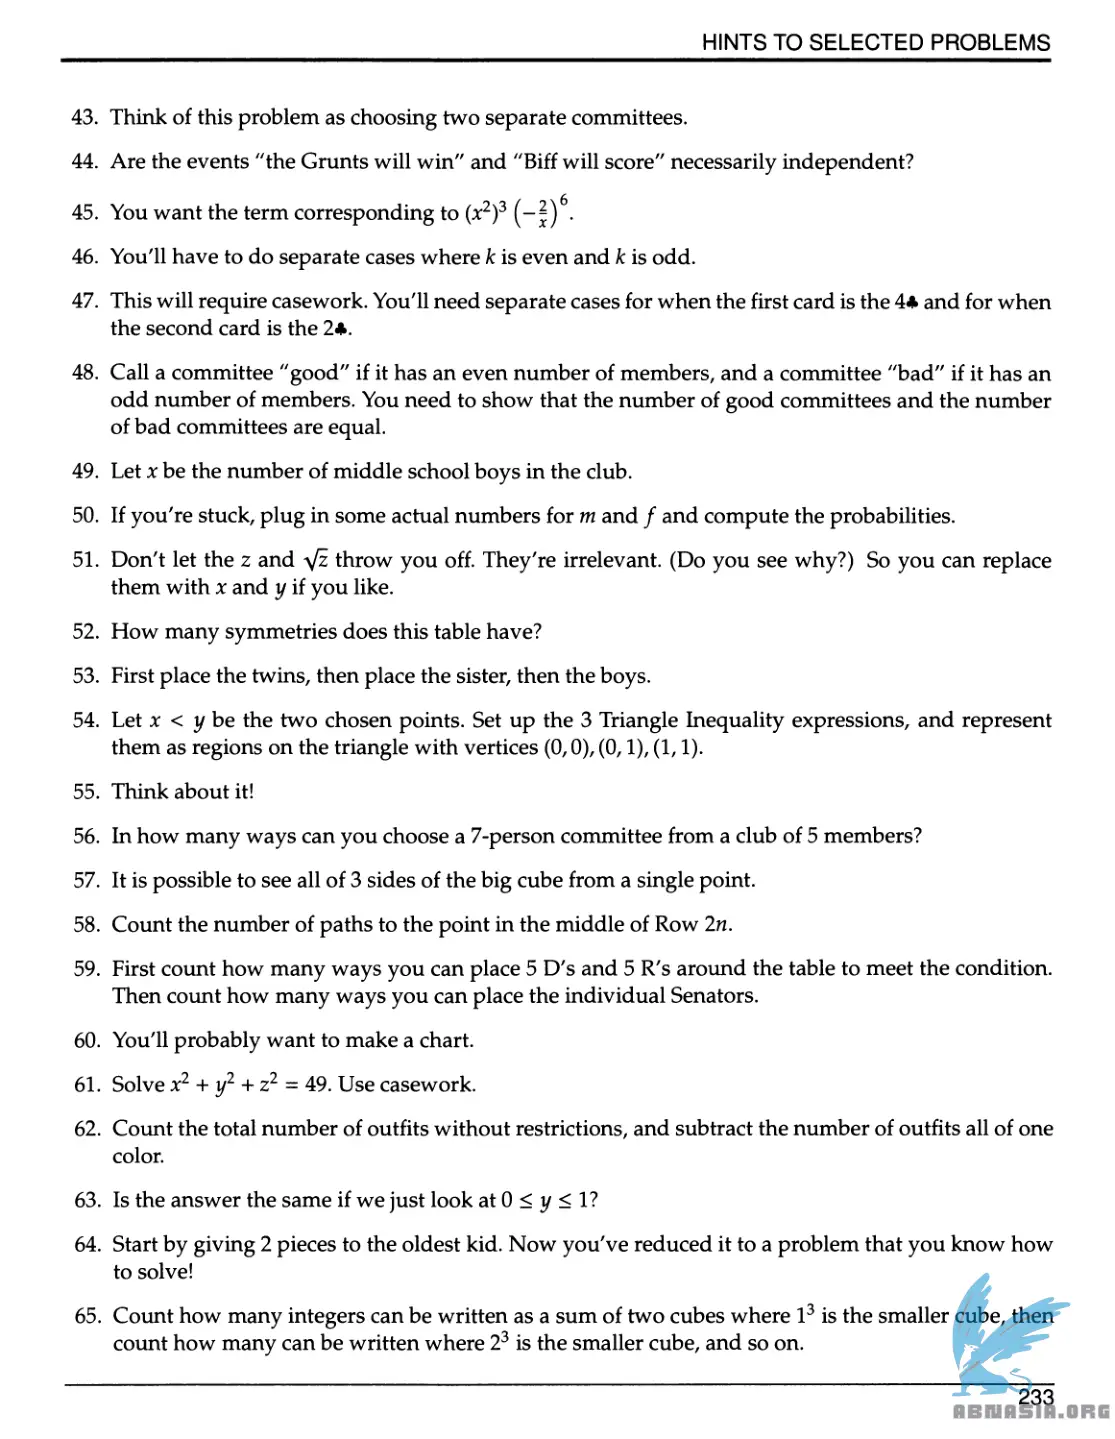 HINTS TO SELECTED PROBLEMS
43. Think of this problem as choosing two separate committees.
44. Are the events "the Grunts will win" and "Biff will score" necessarily independent?
45. You want the term corresponding to (x²)³ (−2/x)⁶.
46. You'll have to do separate cases where k is even and k is odd.
47. This will require casework. You'll need separate cases for when the first card is the 4♣ and for when
the second card is the 2♣.
48. Call a committee "good" if it has an even number of members, and a committee "bad" if it has an
odd number of members. You need to show that the number of good committees and the number
of bad committees are equal.
49. Let x be the number of middle school boys in the club.
50. If you're stuck, plug in some actual numbers for m and f and compute the probabilities.
51. Don't let the z and √z throw you off. They're irrelevant. (Do you see why?) So you can replace
them with x and y if you like.
52. How many symmetries does this table have?
53. First place the twins, then place the sister, then the boys.
54. Let x < y be the two chosen points. Set up the 3 Triangle Inequality expressions, and represent
them as regions on the triangle with vertices (0,0), (0,1), (1,1).
55. Think about it!
56. In how many ways can you choose a 7-person committee from a club of 5 members?
57. It is possible to see all of 3 sides of the big cube from a single point.
58. Count the number of paths to the point in the middle of Row 2n.
59. First count how many ways you can place 5 D's and 5 R's around the table to meet the condition.
Then count how many ways you can place the individual Senators.
60. You'll probably want to make a chart.
61. Solve x² + y² + z² = 49. Use casework.
62. Count the total number of outfits without restrictions, and subtract the number of outfits all of one
color.
63. Is the answer the same if we just look at 0 ≤ y ≤ 1?
64. Start by giving 2 pieces to the oldest kid. Now you've reduced it to a problem that you know how
to solve!
65. Count how many integers can be written as a sum of two cubes where 1³ is the smaller cube, then
count how many can be written where 2³ is the smaller cube, and so on.
233
ABNASIA.ORG